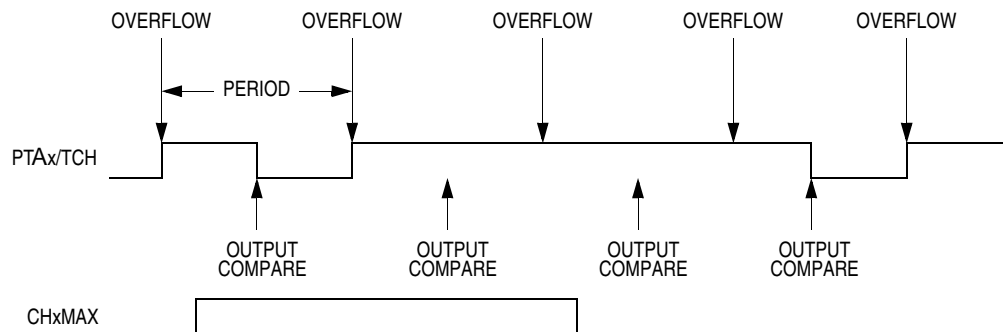 OVERFLOW OVERFLOW OVERFLOW OVERFLOW OVERFLOW
PERIOD
PTAx/TCH
OUTPUT COMPARE
OUTPUT COMPARE
OUTPUT COMPARE
OUTPUT COMPARE
CHxMAX